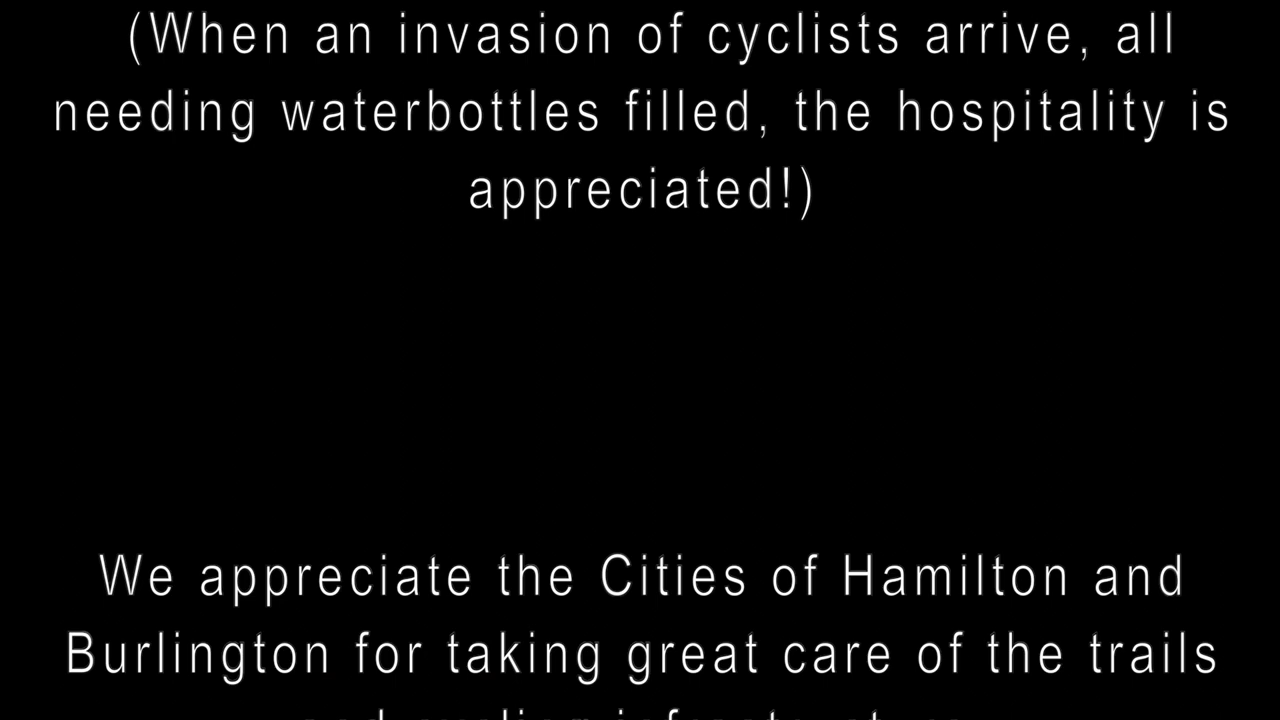 (When an invasion of cyclists arrive, all
needing waterbottles filled, the hospitality is
appreciated!)
We appreciate the Cities of Hamilton and
Burlington for taking great care of the trails